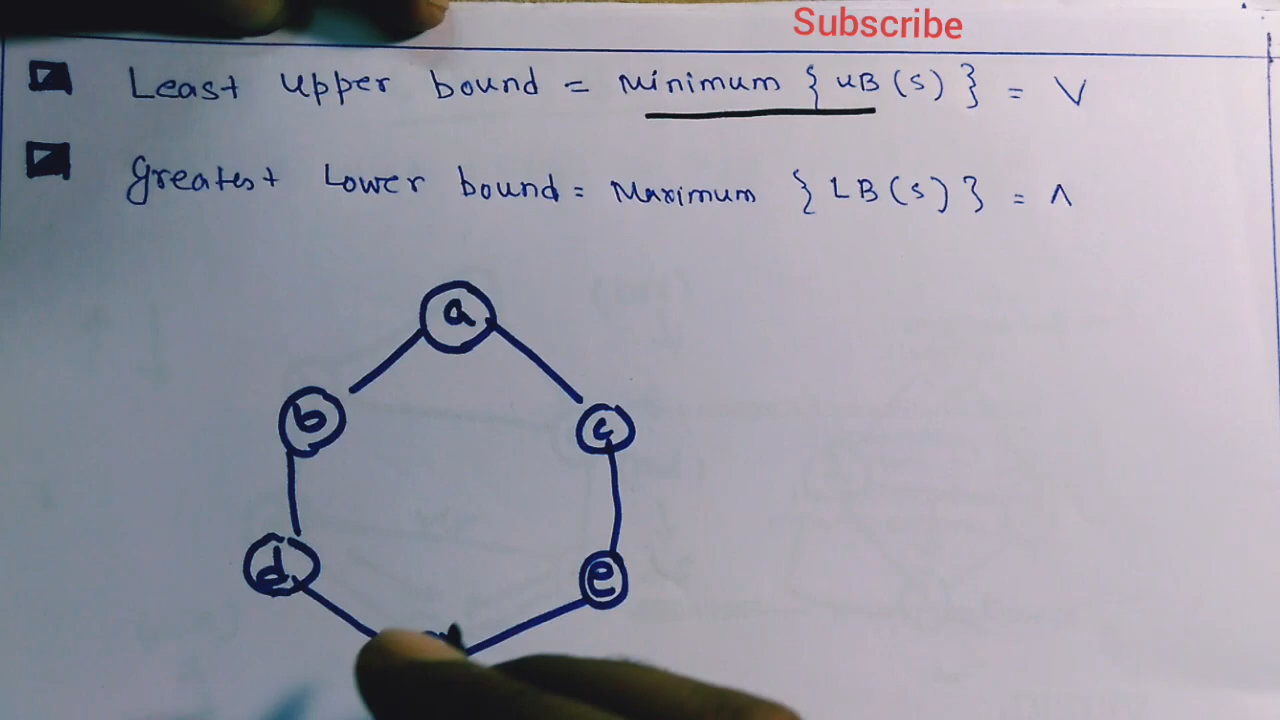 Subscribe
Least upper bound = Minimum { UB (S) } = V
Greatest Lower bound = Maximum { LB (S) } = ∧
a
b
c
d
e